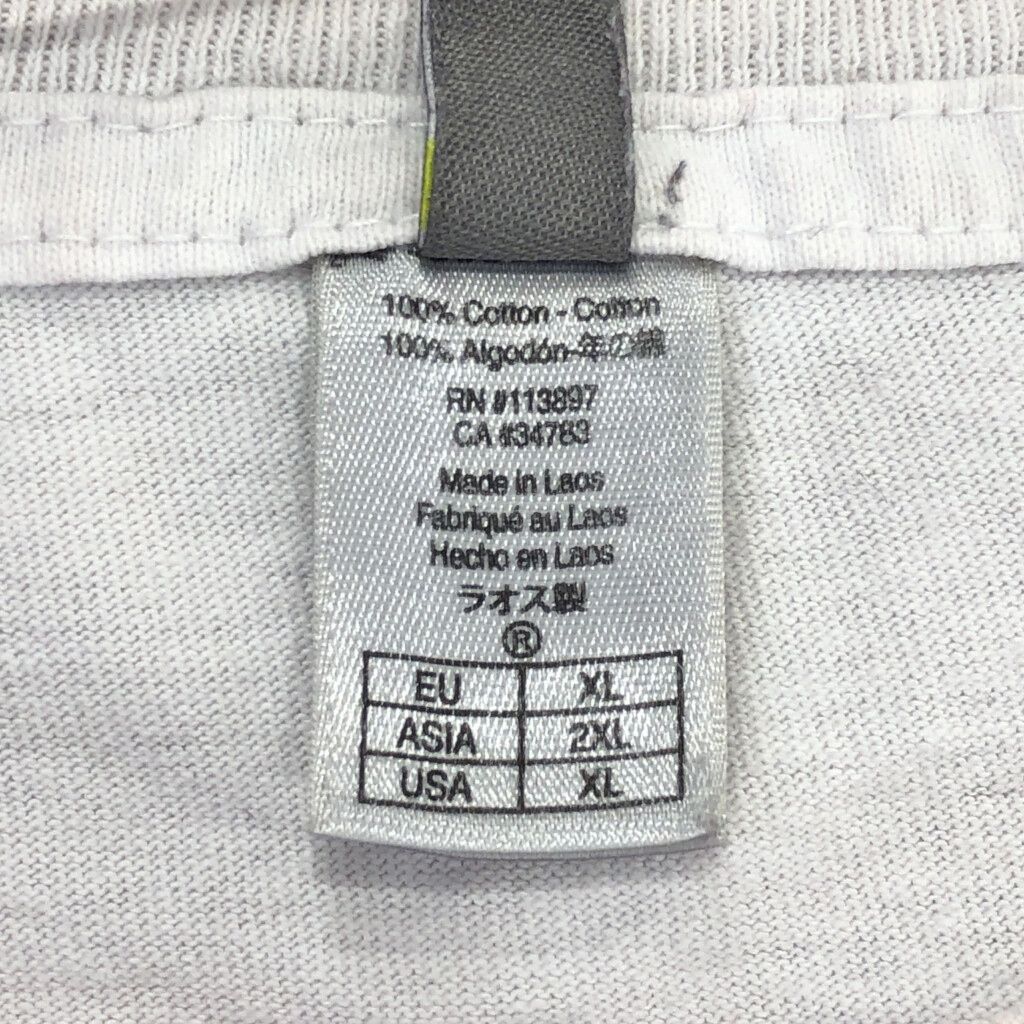 100% Cotton - Cotton
100% Algodón-年の綿
RN #113897
CA #34783
Made in Laos
Fabriqué au Laos
Hecho en Laos
ラオス製
®
EU XL
ASIA 2XL
USA XL